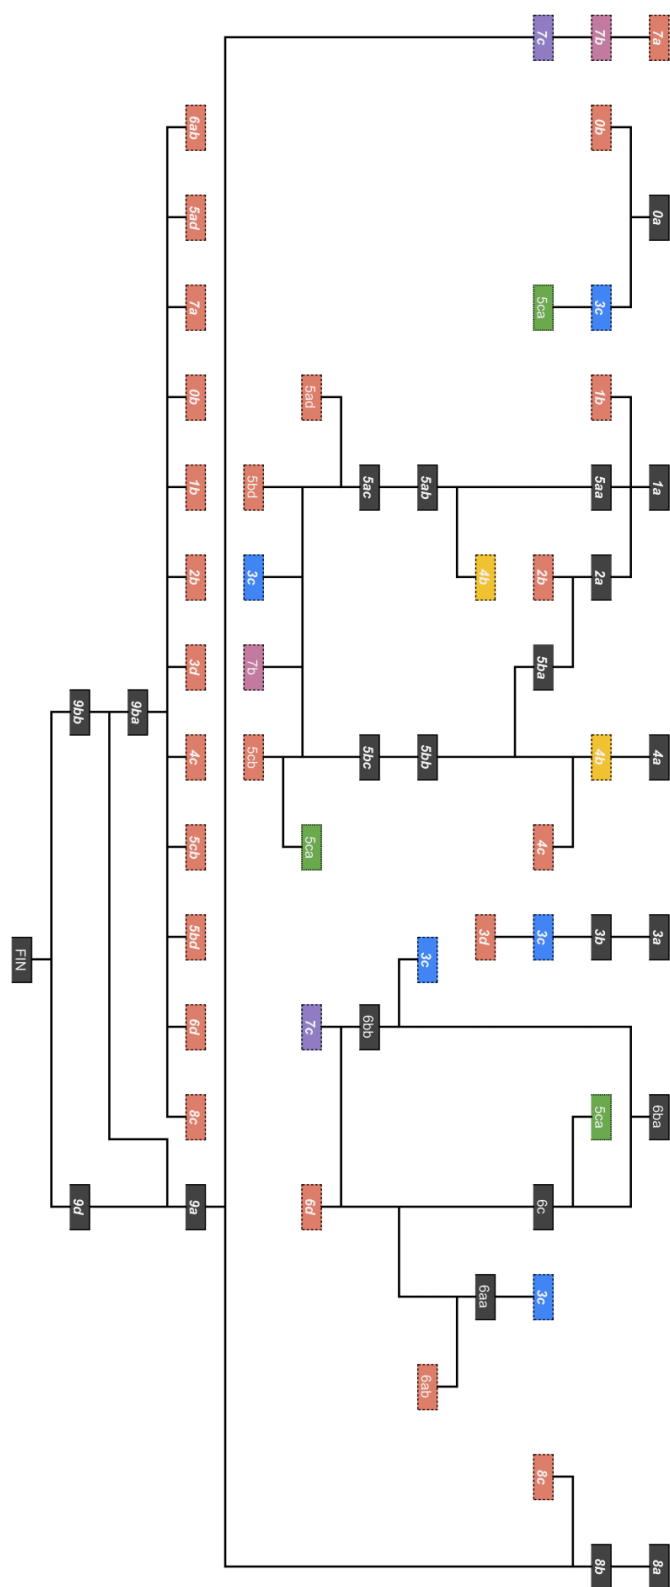 7a 0a 1a 4a 3a 6ba 8a
7b 0b 3c 1b 5aa 2a 4b 3b 5ca 8b
7c 5ca 2b 5ba 4c 3c 6c 3c 8c
4b 3d 6aa
5ab 5bb 3c 6ab
5ac 5bc 6bb
5ad 5ca 7c 6d
5bd 3c 7b 5cb
6ab 5ad 7a 0b 1b 2b 3d 4c 5cb 5bd 6d 8c 9a
9ba
9bb 9d
FIN